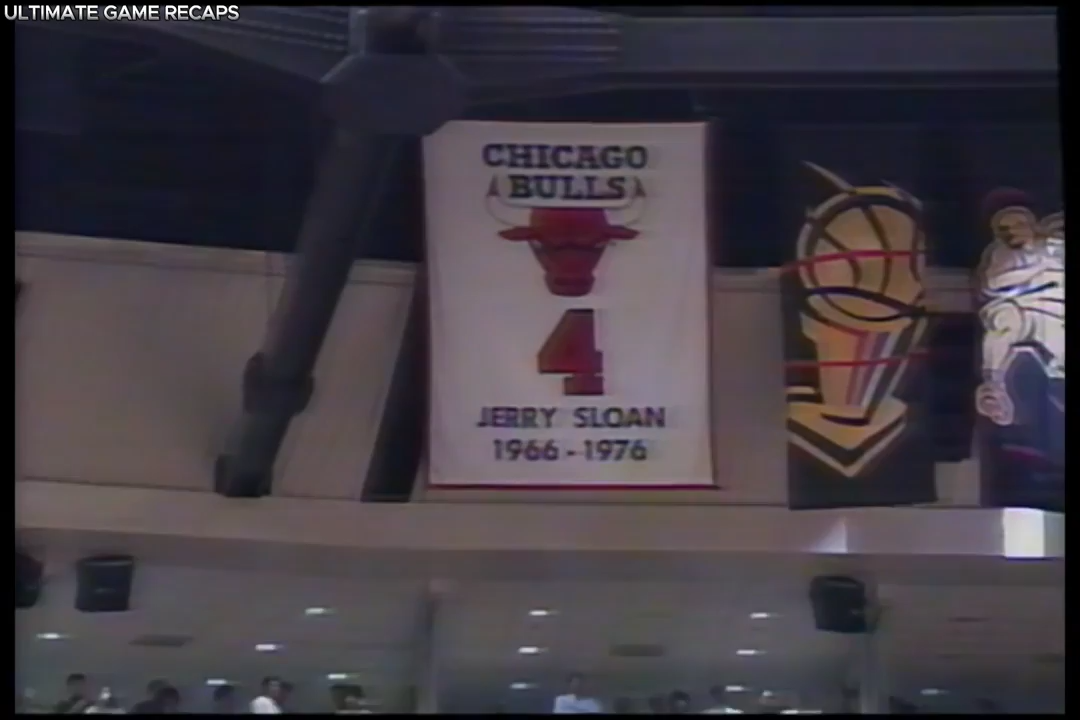 ULTIMATE GAME RECAPS
CHICAGO
BULLS
4
JERRY SLOAN
1966-1976